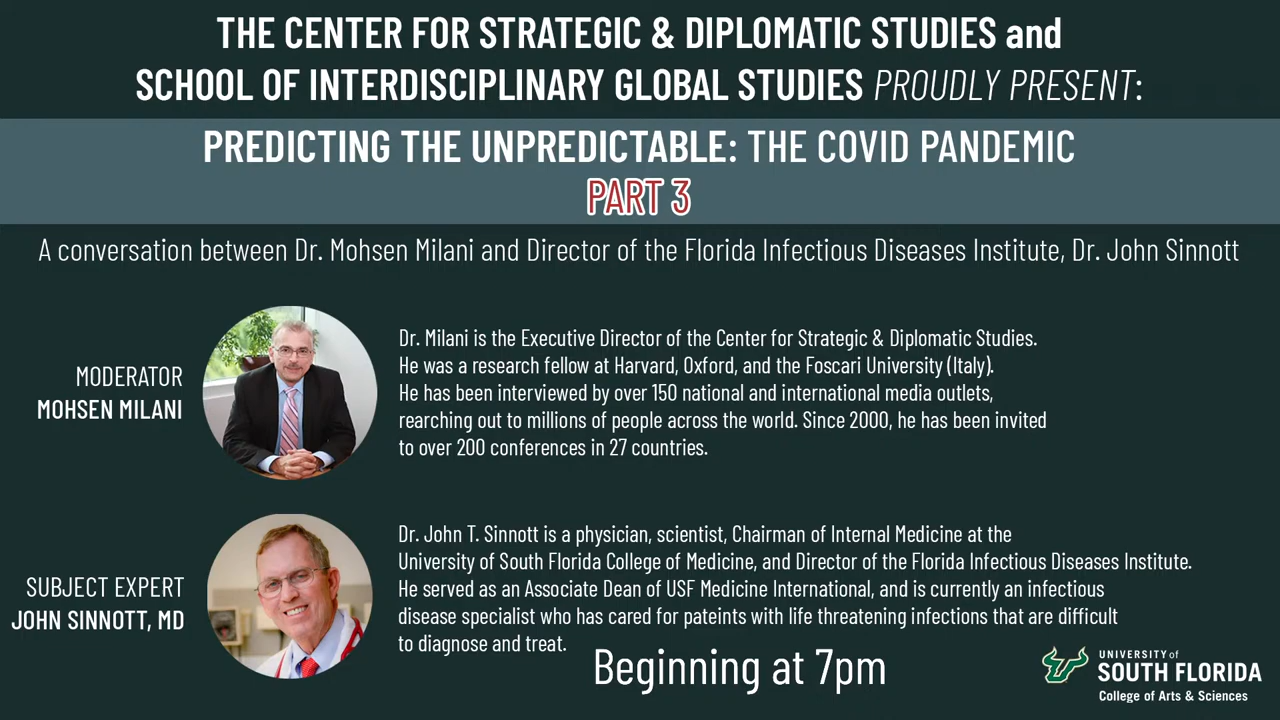 THE CENTER FOR STRATEGIC & DIPLOMATIC STUDIES and
SCHOOL OF INTERDISCIPLINARY GLOBAL STUDIES PROUDLY PRESENT:
PREDICTING THE UNPREDICTABLE: THE COVID PANDEMIC
PART 3
A conversation between Dr. Mohsen Milani and Director of the Florida Infectious Diseases Institute, Dr. John Sinnott
MODERATOR
MOHSEN MILANI
Dr. Milani is the Executive Director of the Center for Strategic & Diplomatic Studies.
He was a research fellow at Harvard, Oxford, and the Foscari University (Italy).
He has been interviewed by over 150 national and international media outlets,
rearching out to millions of people across the world. Since 2000, he has been invited
to over 200 conferences in 27 countries.
SUBJECT EXPERT
JOHN SINNOTT, MD
Dr. John T. Sinnott is a physician, scientist, Chairman of Internal Medicine at the
University of South Florida College of Medicine, and Director of the Florida Infectious Diseases Institute.
He served as an Associate Dean of USF Medicine International, and is currently an infectious
disease specialist who has cared for pateints with life threatening infections that are difficult
to diagnose and treat.
Beginning at 7pm
UNIVERSITY of
SOUTH FLORIDA
College of Arts & Sciences